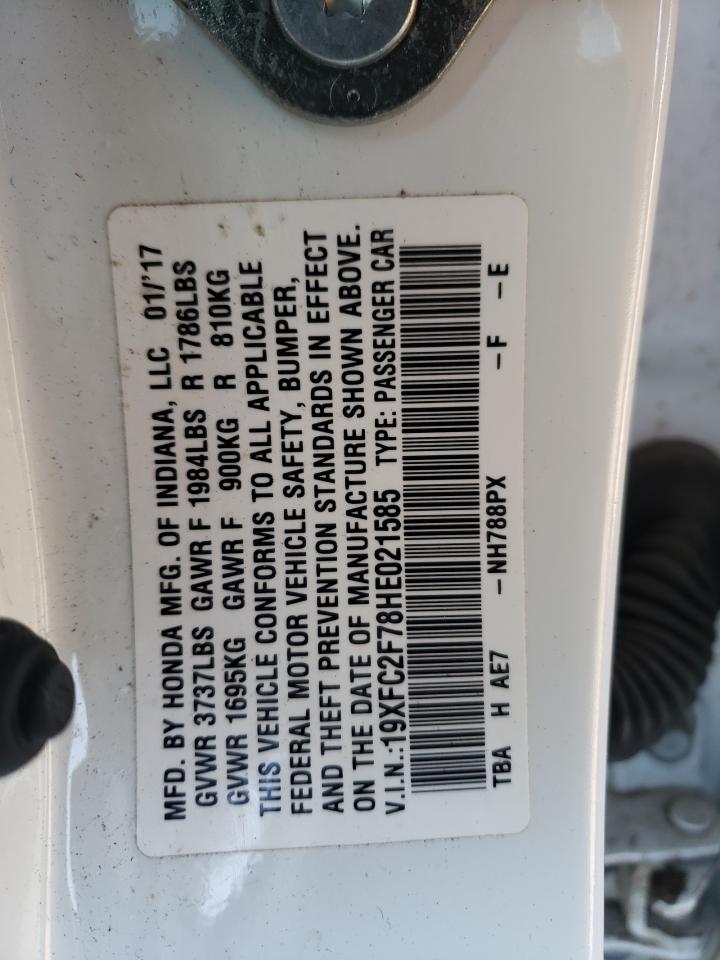 MFD. BY HONDA MFG. OF INDIANA, LLC 01/'17
GVWR 3737LBS GAWR F 1984LBS R 1786LBS
GVWR 1695KG GAWR F 900KG R 810KG
THIS VEHICLE CONFORMS TO ALL APPLICABLE
FEDERAL MOTOR VEHICLE SAFETY, BUMPER,
AND THEFT PREVENTION STANDARDS IN EFFECT
ON THE DATE OF MANUFACTURE SHOWN ABOVE.
V.I.N.:19XFC2F78HE021585 TYPE: PASSENGER CAR
TBA H AE7 -NH788PX -F -E